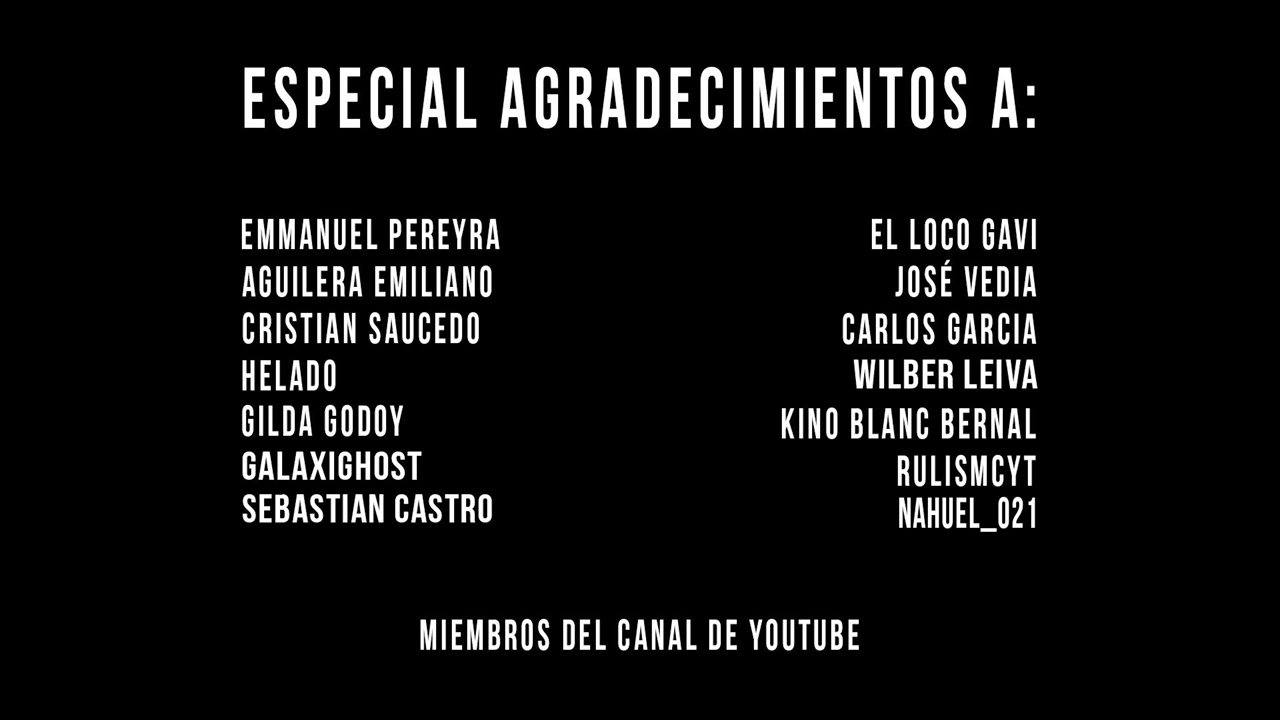 ESPECIAL AGRADECIMIENTOS A:
EMMANUEL PEREYRA
AGUILERA EMILIANO
CRISTIAN SAUCEDO
HELADO
GILDA GODOY
GALAXIGHOST
SEBASTIAN CASTRO
EL LOCO GAVI
JOSÉ VEDIA
CARLOS GARCIA
WILBER LEIVA
KINO BLANC BERNAL
RULISMCYT
NAHUEL_021
MIEMBROS DEL CANAL DE YOUTUBE